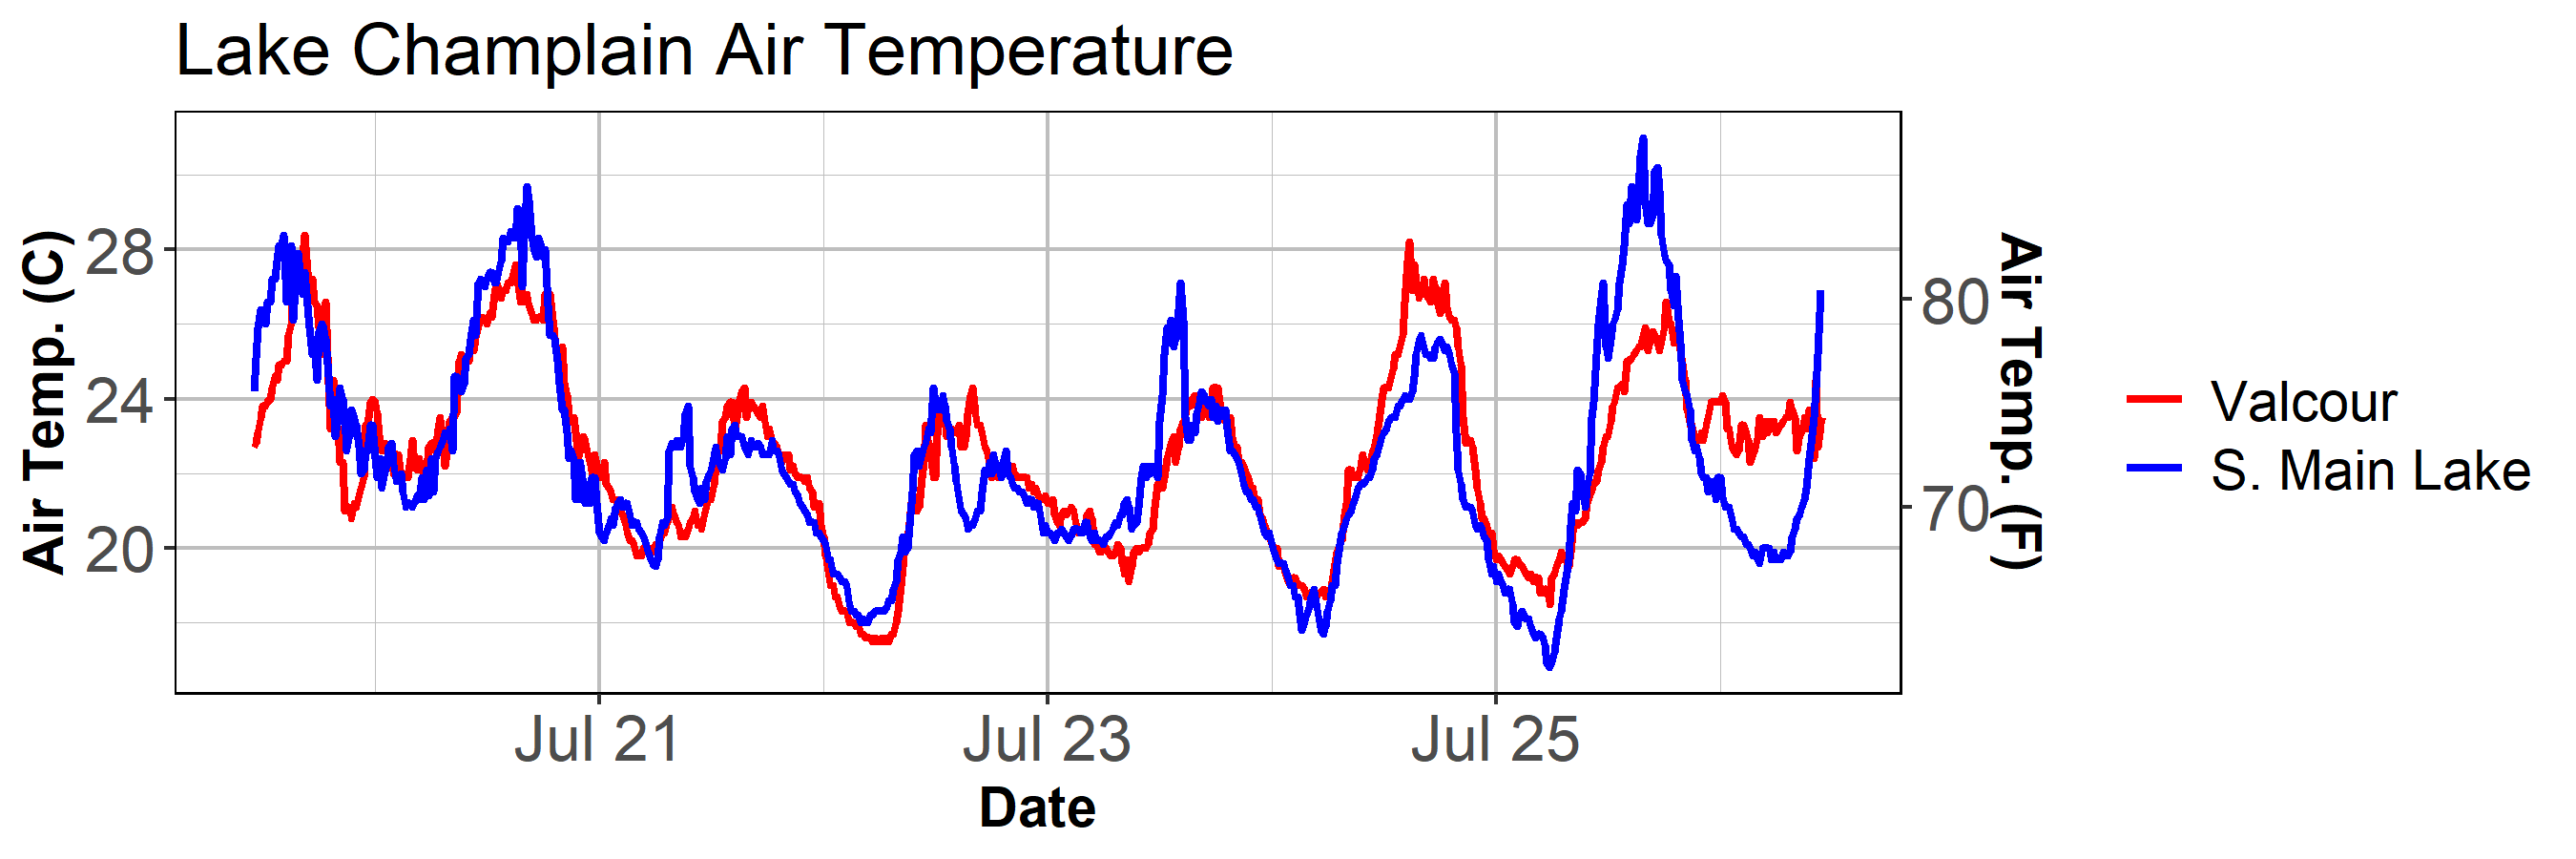 Lake Champlain Air Temperature
Air Temp. (C)
28
24
20
80
70
Air Temp. (F)
Valcour
S. Main Lake
Jul 21
Jul 23
Jul 25
Date